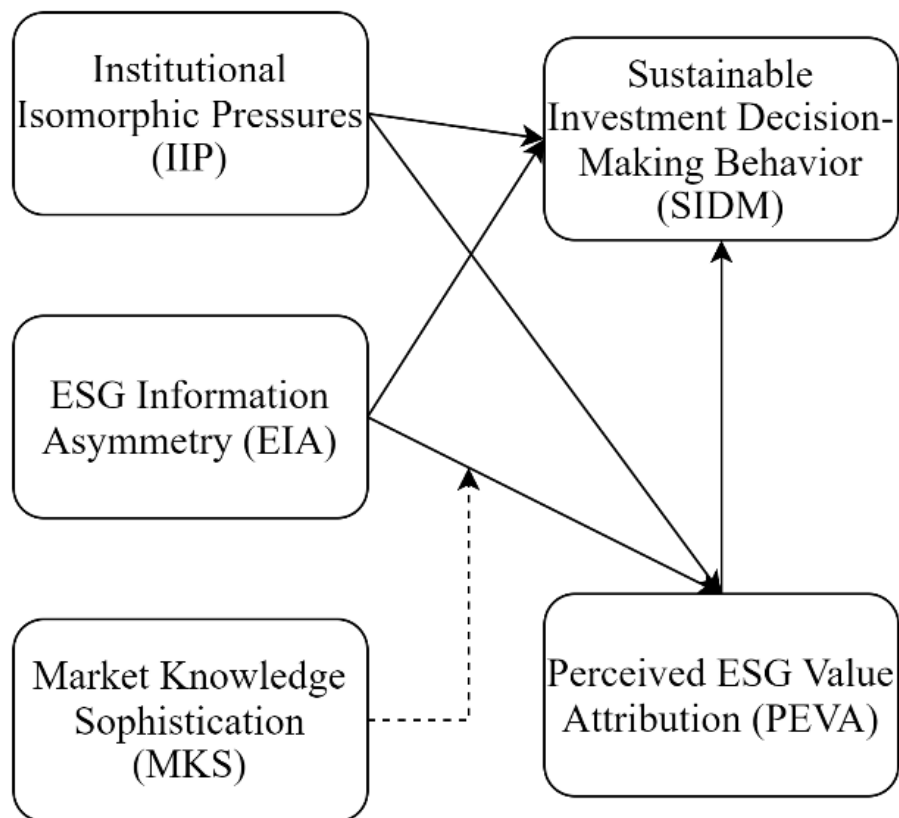 Institutional
Isomorphic Pressures
(IIP)
Sustainable
Investment Decision-
Making Behavior
(SIDM)
ESG Information
Asymmetry (EIA)
Market Knowledge
Sophistication
(MKS)
Perceived ESG Value
Attribution (PEVA)